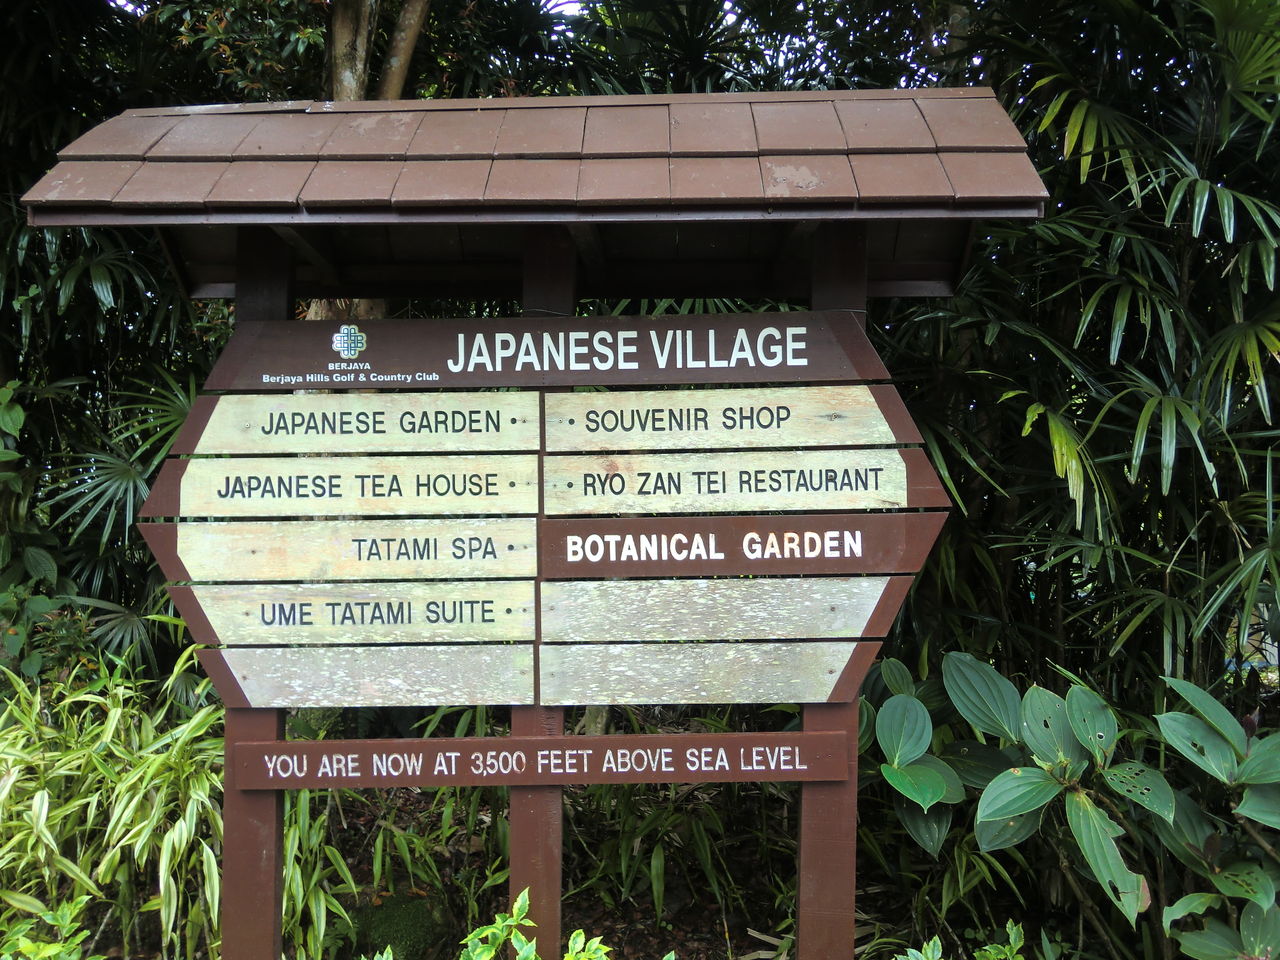 BERJAYA
Berjaya Hills Golf & Country Club
JAPANESE VILLAGE
JAPANESE GARDEN •
JAPANESE TEA HOUSE •
TATAMI SPA •
UME TATAMI SUITE •
• SOUVENIR SHOP
• RYO ZAN TEI RESTAURANT
BOTANICAL GARDEN
YOU ARE NOW AT 3,500 FEET ABOVE SEA LEVEL